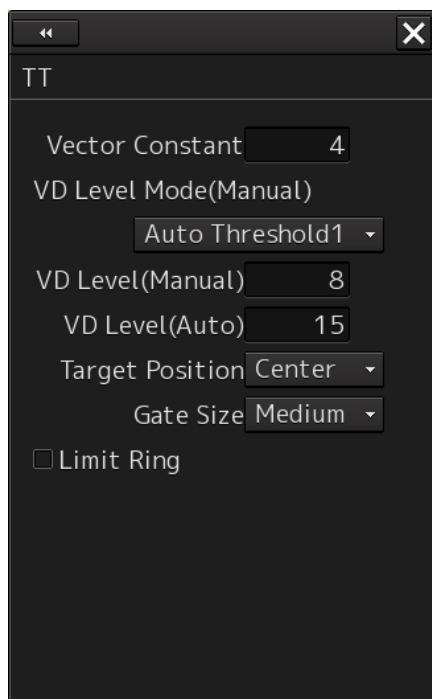 TT
Vector Constant 4
VD Level Mode(Manual)
Auto Threshold1
VD Level(Manual) 8
VD Level(Auto) 15
Target Position Center
Gate Size Medium
Limit Ring